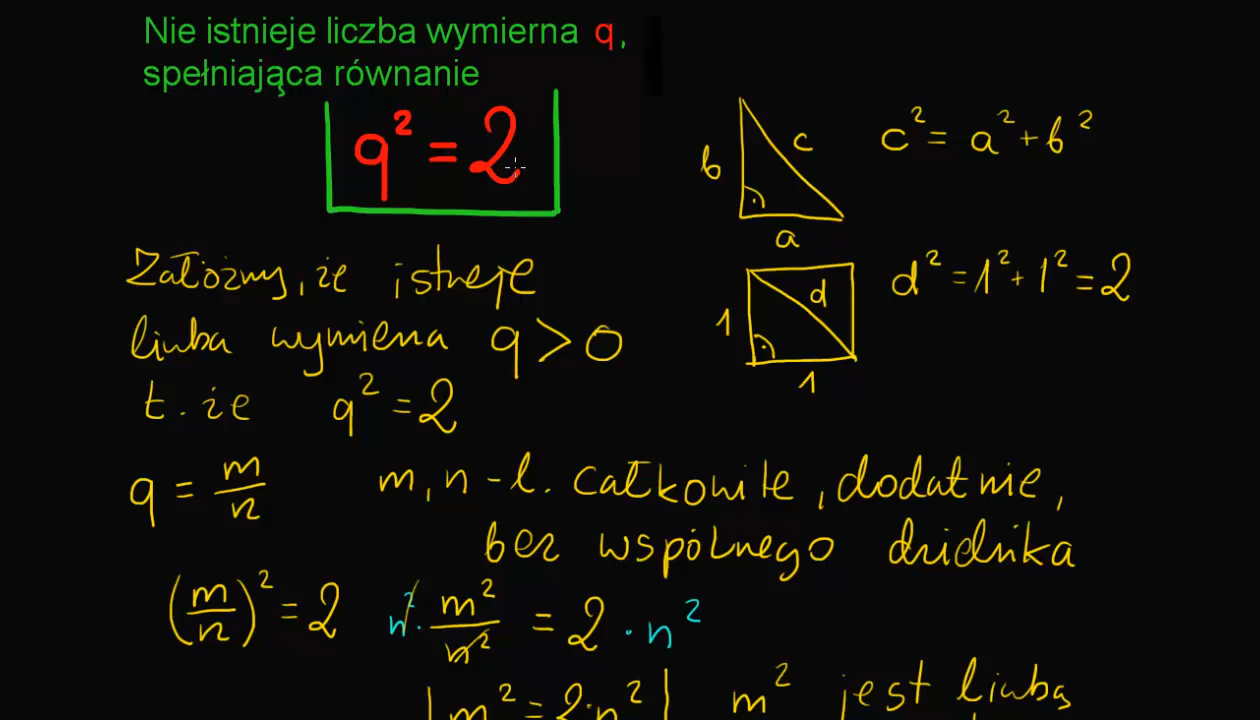 Nie istnieje liczba wymierna q,
spełniająca równanie
q² = 2
b c
a
c² = a² + b²
d
1
1
d² = 1² + 1² = 2
Załóżmy, że istnieje
liczba wymierna q > 0
t. że q² = 2
q = m/n m, n - l. całkowite, dodatnie,
bez wspólnego dzielnika
(m/n)² = 2 n² · m²/n² = 2 · n²
m² = 2 · n² m² jest liczbą